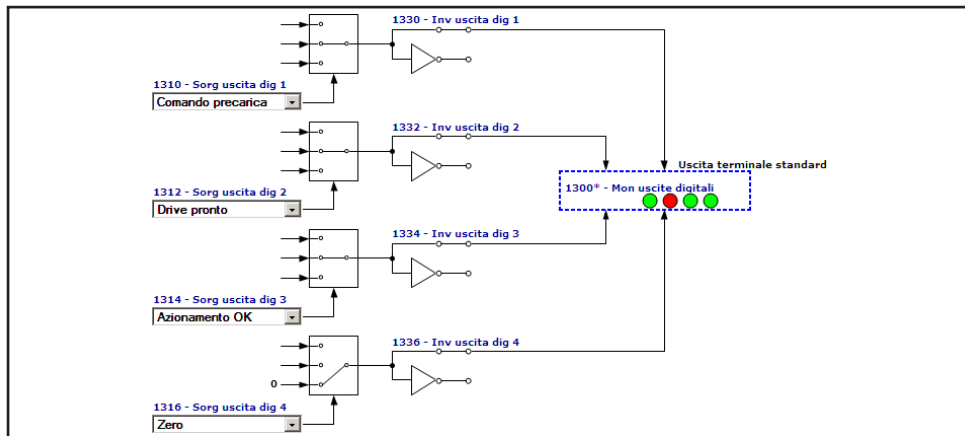 1330 - Inv uscita dig 1
1310 - Sorg uscita dig 1
Comando precarica
1332 - Inv uscita dig 2
Uscita terminale standard
1300* - Mon uscite digitali
1312 - Sorg uscita dig 2
Drive pronto
1334 - Inv uscita dig 3
1314 - Sorg uscita dig 3
Azionamento OK
1336 - Inv uscita dig 4
0
1316 - Sorg uscita dig 4
Zero